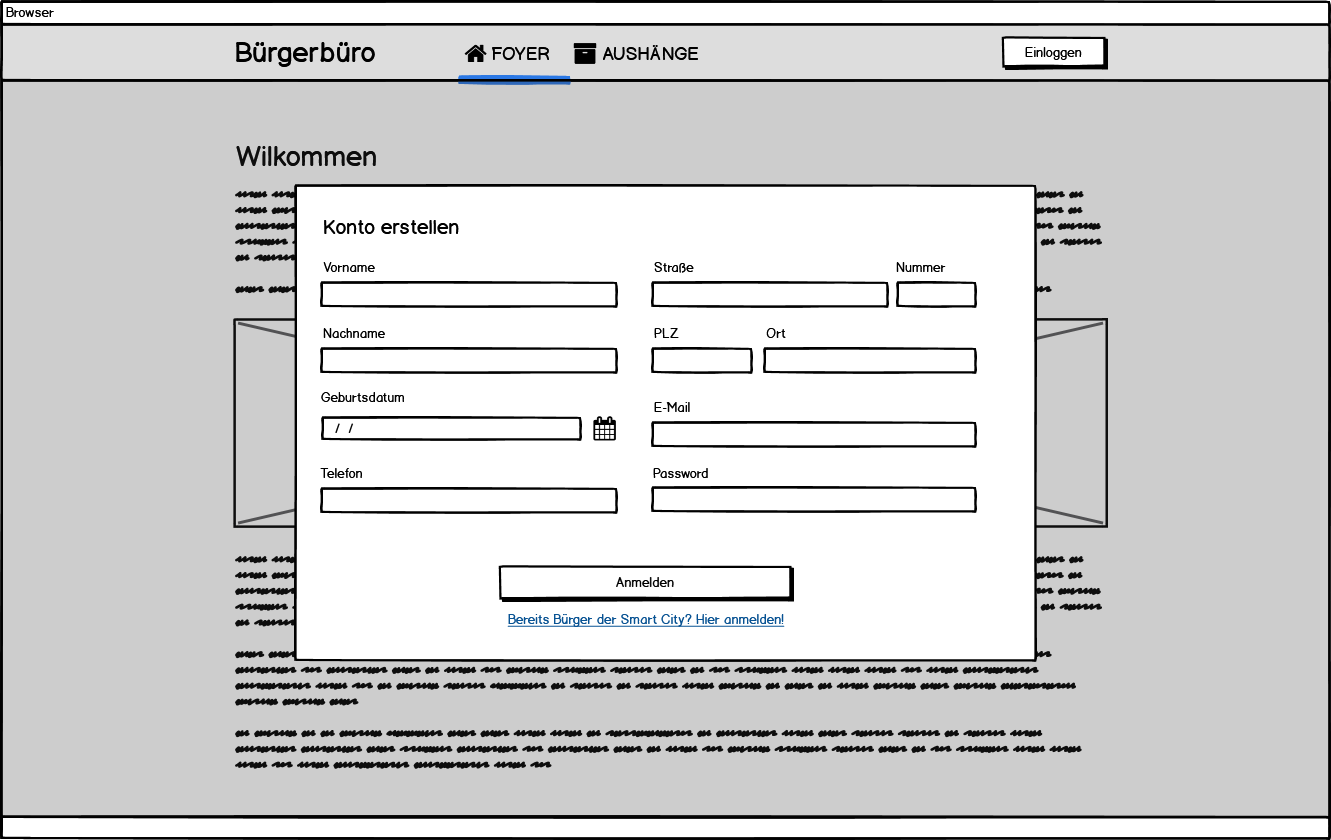 Browser
Bürgerbüro
FOYER
AUSHÄNGE
Einloggen
Wilkommen
Konto erstellen
Vorname
Straße
Nummer
Nachname
PLZ
Ort
Geburtsdatum
/ /
E-Mail
Telefon
Password
Anmelden
Bereits Bürger der Smart City? Hier anmelden!